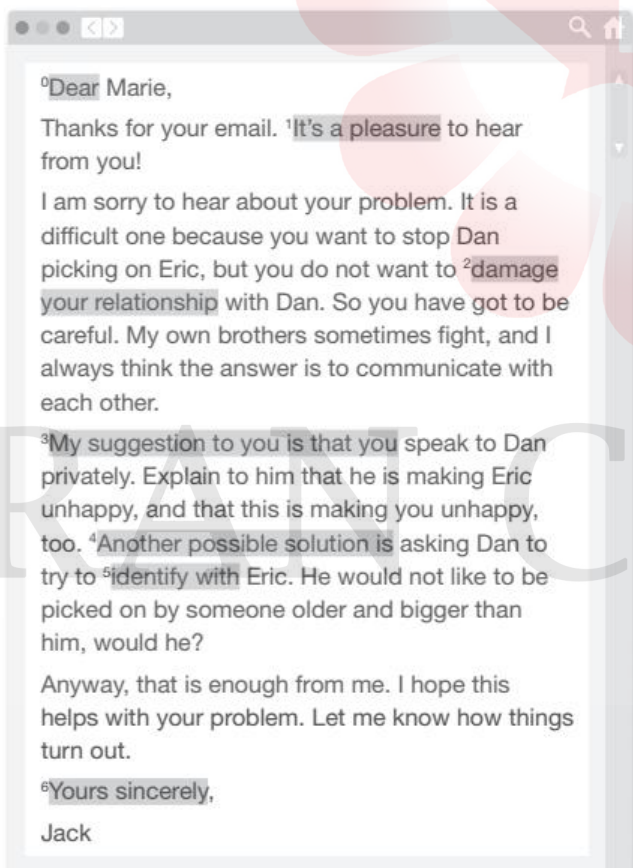 ⁰Dear Marie,
Thanks for your email. ¹It's a pleasure to hear
from you!
I am sorry to hear about your problem. It is a
difficult one because you want to stop Dan
picking on Eric, but you do not want to ²damage
your relationship with Dan. So you have got to be
careful. My own brothers sometimes fight, and I
always think the answer is to communicate with
each other.
³My suggestion to you is that you speak to Dan
privately. Explain to him that he is making Eric
unhappy, and that this is making you unhappy,
too. ⁴Another possible solution is asking Dan to
try to ⁵identify with Eric. He would not like to be
picked on by someone older and bigger than
him, would he?
Anyway, that is enough from me. I hope this
helps with your problem. Let me know how things
turn out.
⁶Yours sincerely,
Jack
RAN C